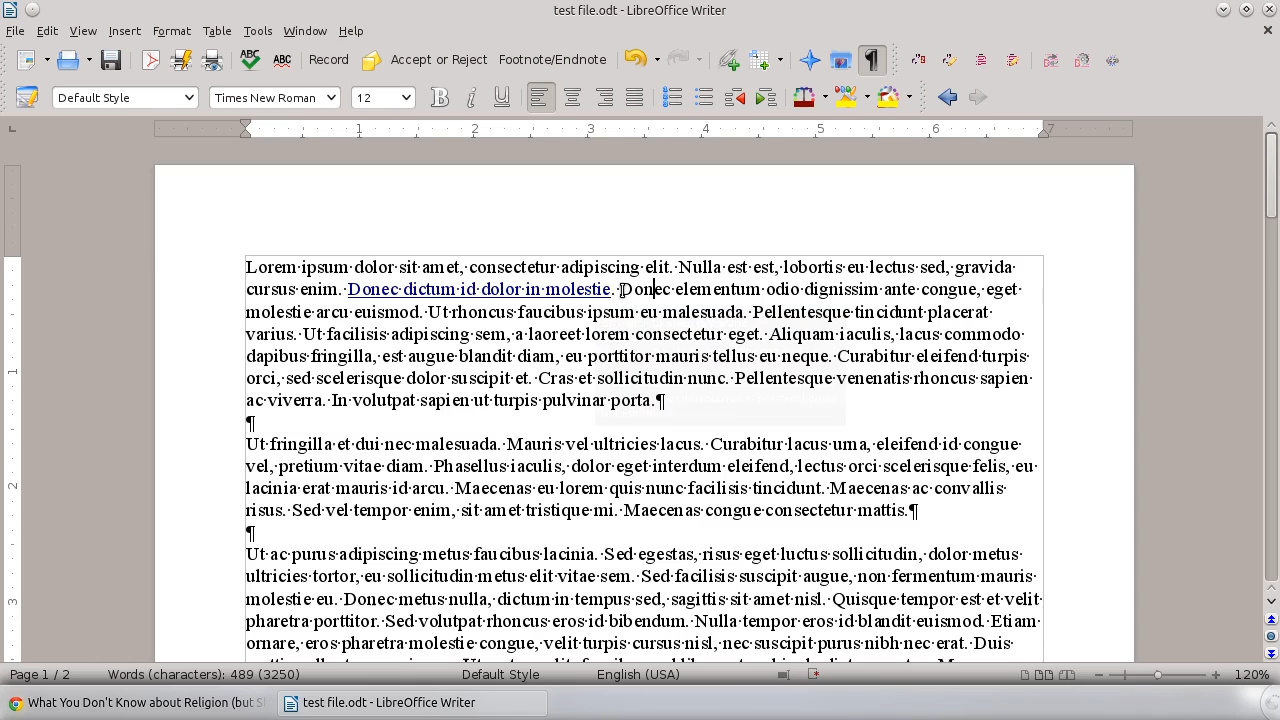 test file.odt - LibreOffice Writer
File Edit View Insert Format Table Tools Window Help
ABC ABC Record Accept or Reject Footnote/Endnote
Default Style Times New Roman 12
1 2 3 4 5 6 7
Lorem ipsum dolor sit amet, consectetur adipiscing elit. Nulla est est, lobortis eu lectus sed, gravida
cursus enim. Donec dictum id dolor in molestie. Donec elementum odio dignissim ante congue, eget
molestie arcu euismod. Ut rhoncus faucibus ipsum eu malesuada. Pellentesque tincidunt placerat
varius. Ut facilisis adipiscing sem, a laoreet lorem consectetur eget. Aliquam iaculis, lacus commodo
dapibus fringilla, est augue blandit diam, eu porttitor mauris tellus eu neque. Curabitur eleifend turpis
orci, sed scelerisque dolor suscipit et. Cras et sollicitudin nunc. Pellentesque venenatis rhoncus sapien
ac viverra. In volutpat sapien ut turpis pulvinar porta.¶
¶
Ut fringilla et dui nec malesuada. Mauris vel ultricies lacus. Curabitur lacus urna, eleifend id congue
vel, pretium vitae diam. Phasellus iaculis, dolor eget interdum eleifend, lectus orci scelerisque felis, eu
lacinia erat mauris id arcu. Maecenas eu lorem quis nunc facilisis tincidunt. Maecenas ac convallis
risus. Sed vel tempor enim, sit amet tristique mi. Maecenas congue consectetur mattis.¶
¶
Ut ac purus adipiscing metus faucibus lacinia. Sed egestas, risus eget luctus sollicitudin, dolor metus
ultricies tortor, eu sollicitudin metus elit vitae sem. Sed facilisis suscipit augue, non fermentum mauris
molestie eu. Donec metus nulla, dictum in tempus sed, sagittis sit amet nisl. Quisque tempor est et velit
pharetra porttitor. Sed volutpat rhoncus eros id bibendum. Nulla tempor eros id blandit euismod. Etiam
ornare, eros pharetra molestie congue, velit turpis cursus nisl, nec suscipit purus nibh nec erat. Duis
1 2 3
Page 1 / 2 Words (characters): 489 (3250) Default Style English (USA) 120%
What You Don't Know about Religion (but test file.odt - LibreOffice Writer